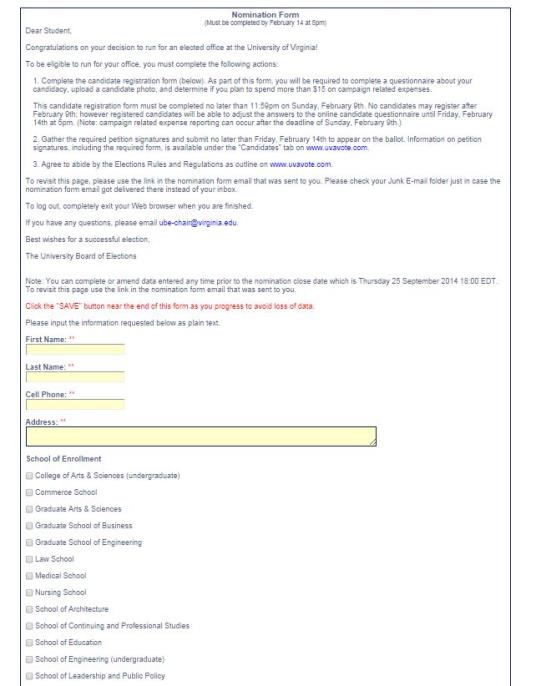 Nomination Form
(Must be completed by February 14 at 5pm)
Dear Student,
Congratulations on your decision to run for an elected office at the University of Virginia!
To be eligible to run for your office, you must complete the following actions:
1. Complete the candidate registration form (below). As part of this form, you will be required to complete a questionnaire about your
candidacy, upload a candidate photo, and determine if you plan to spend more than $15 on campaign related expenses.
This candidate registration form must be completed no later than 11:59pm on Sunday, February 9th. No candidates may register after
February 9th; however registered candidates will be able to adjust the answers to the online candidate questionnaire until Friday, February
14th at 5pm. (Note: campaign related expense reporting can occur after the deadline of Sunday, February 9th.)
2. Gather the required petition signatures and submit no later than Friday, February 14th to appear on the ballot. Information on petition
signatures, including the required form, is available under the "Candidates" tab on www.uvavote.com.
3. Agree to abide by the Elections Rules and Regulations as outline on www.uvavote.com.
To revisit this page, please use the link in the nomination form email that was sent to you. Please check your Junk E-mail folder just in case the
nomination form email got delivered there instead of your inbox.
To log out, completely exit your Web browser when you are finished.
If you have any questions, please email ube-chair@virginia.edu.
Best wishes for a successful election,
The University Board of Elections
Note: You can complete or amend data entered any time prior to the nomination close date which is Thursday 25 September 2014 18:00 EDT.
To revisit this page use the link in the nomination form email that was sent to you.
Click the "SAVE" button near the end of this form as you progress to avoid loss of data.
Please input the information requested below as plain text.
First Name: **
Last Name: **
Cell Phone: **
Address: **
School of Enrollment
College of Arts & Sciences (undergraduate)
Commerce School
Graduate Arts & Sciences
Graduate School of Business
Graduate School of Engineering
Law School
Medical School
Nursing School
School of Architecture
School of Continuing and Professional Studies
School of Education
School of Engineering (undergraduate)
School of Leadership and Public Policy